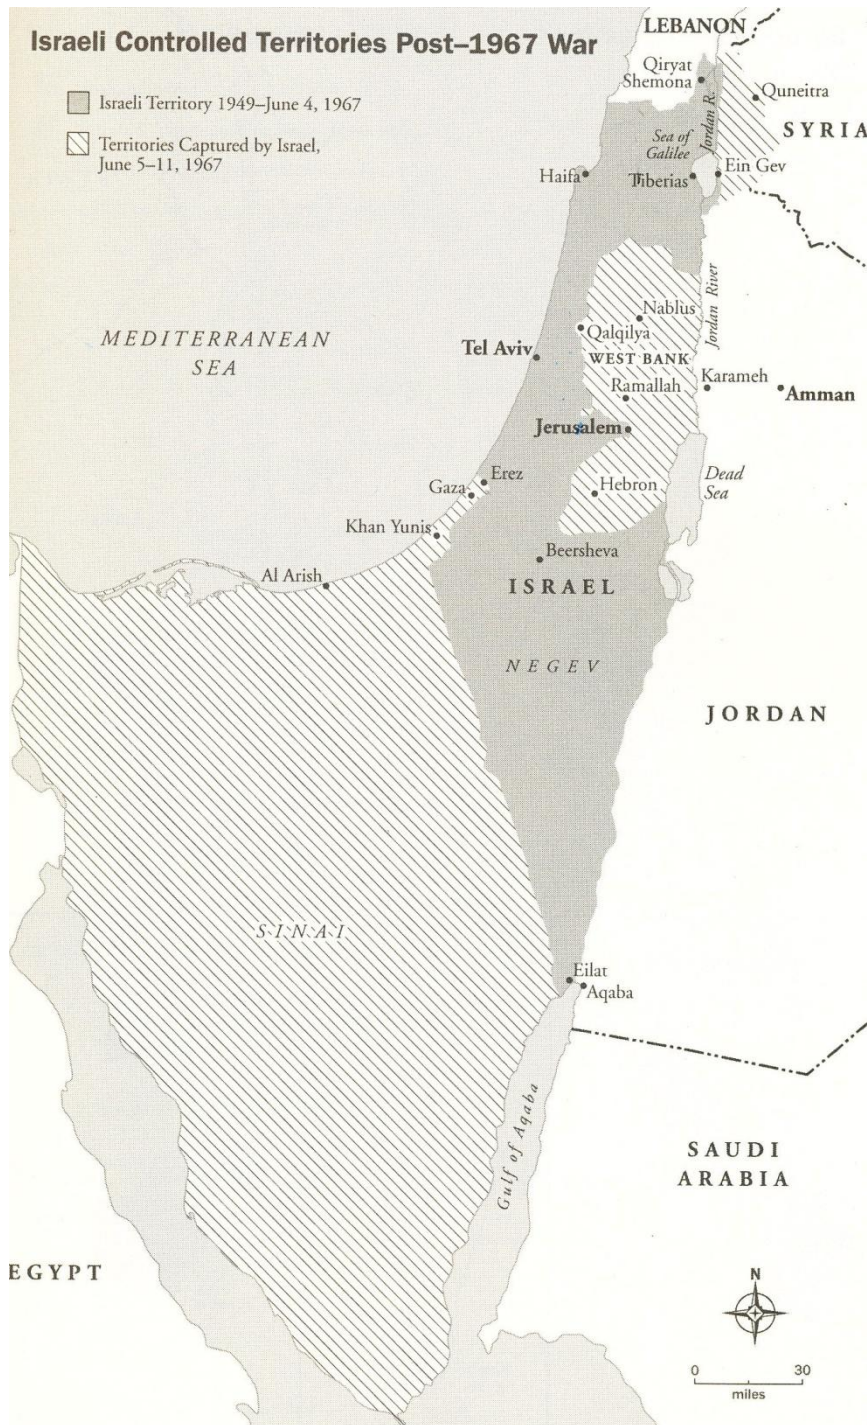 Israeli Controlled Territories Post–1967 War
Israeli Territory 1949–June 4, 1967
Territories Captured by Israel,
June 5–11, 1967
LEBANON
Qiryat
Shemona
Jordan R.
Quneitra
SYRIA
Sea of
Galilee
Haifa
Tiberias
Ein Gev
MEDITERRANEAN
SEA
Nablus
Jordan River
Qalqilya
Tel Aviv
WEST BANK
Ramallah
Karameh
Amman
Jerusalem
Dead
Sea
Erez
Gaza
Hebron
Khan Yunis
Beersheva
Al Arish
ISRAEL
NEGEV
JORDAN
SINAI
Eilat
Aqaba
Gulf of Aqaba
SAUDI
ARABIA
EGYPT
N
0 30
miles